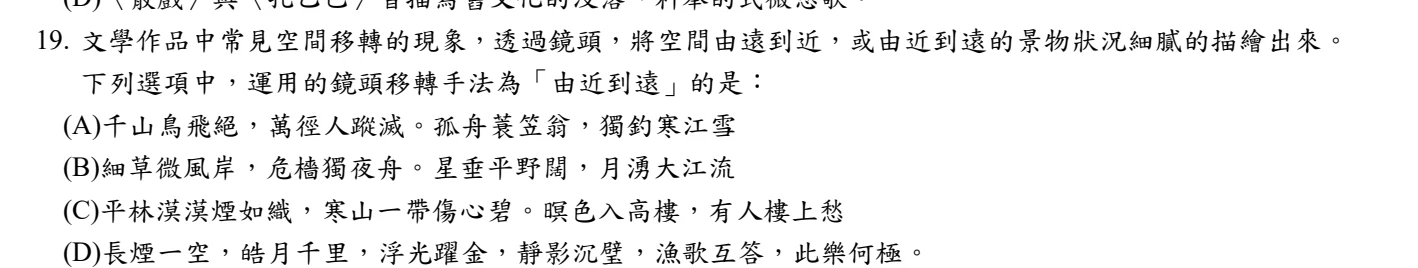 19. 文學作品中常見空間移轉的現象，透過鏡頭，將空間由遠到近，或由近到遠的景物狀況細膩的描繪出來。
下列選項中，運用的鏡頭移轉手法為「由近到遠」的是：
(A)千山鳥飛絕，萬徑人蹤滅。孤舟蓑笠翁，獨釣寒江雪
(B)細草微風岸，危檣獨夜舟。星垂平野闊，月湧大江流
(C)平林漠漠煙如織，寒山一帶傷心碧。暝色入高樓，有人樓上愁
(D)長煙一空，皓月千里，浮光躍金，靜影沉璧，漁歌互答，此樂何極。